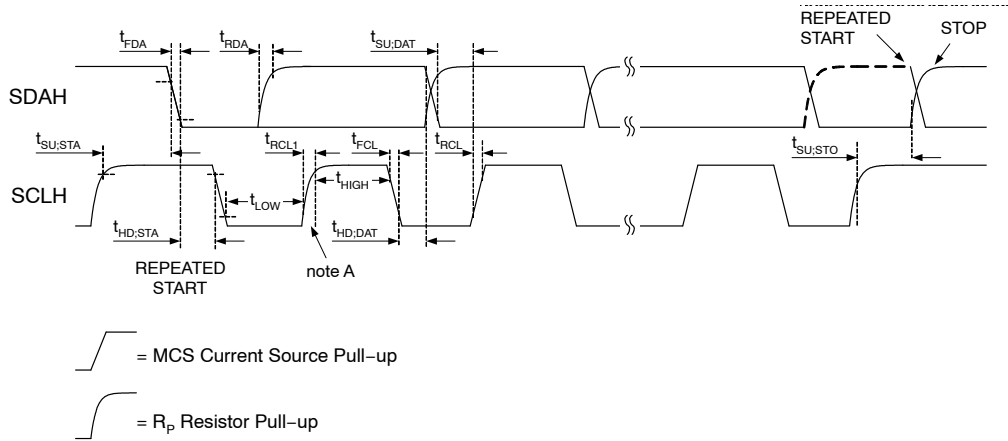 REPEATED
START
STOP
tFDA
tRDA
tSU;DAT
SDAH
tSU;STA
tRCL1
tFCL
tRCL
tSU;STO
SCLH
tLOW
tHIGH
tHD;STA
tHD;DAT
REPEATED
START
note A
= MCS Current Source Pull−up
= RP Resistor Pull−up